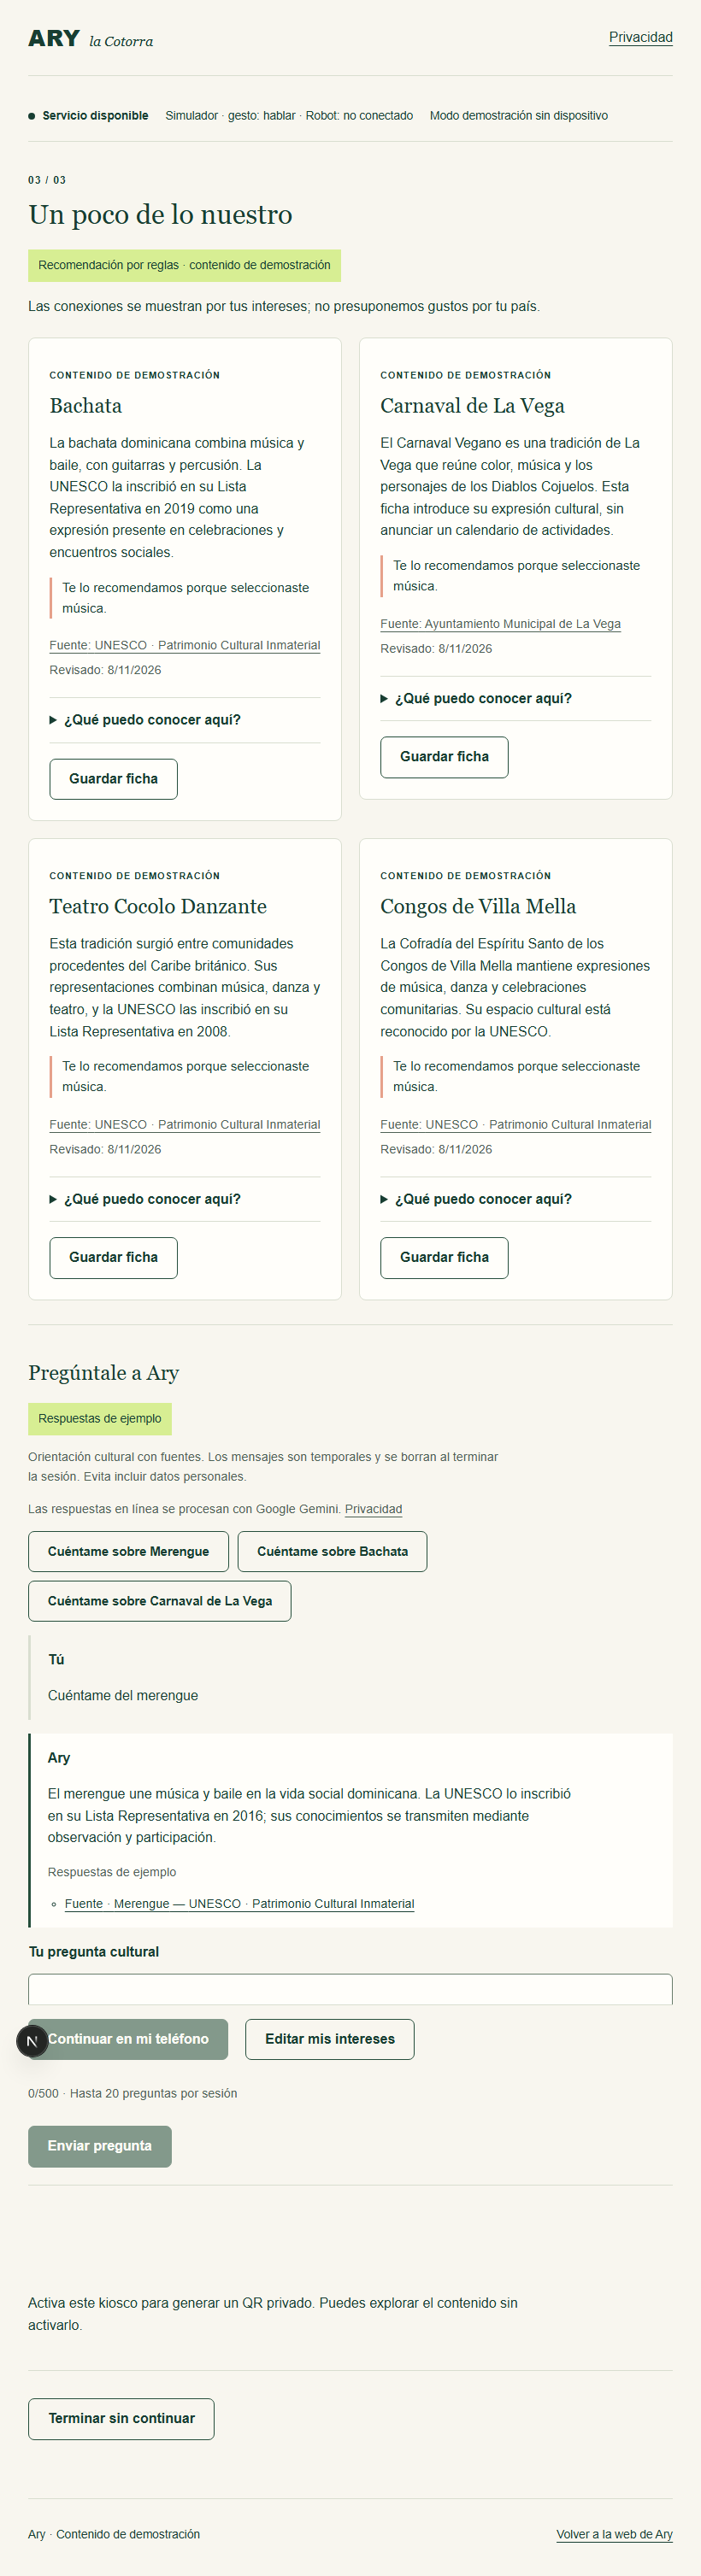 ARY la Cotorra
Privacidad
Servicio disponible Simulador · gesto: hablar · Robot: no conectado Modo demostración sin dispositivo
03 / 03
Un poco de lo nuestro
Recomendación por reglas · contenido de demostración
Las conexiones se muestran por tus intereses; no presuponemos gustos por tu país.
CONTENIDO DE DEMOSTRACIÓN
Bachata
La bachata dominicana combina música y
baile, con guitarras y percusión. La
UNESCO la inscribió en su Lista
Representativa en 2019 como una
expresión presente en celebraciones y
encuentros sociales.
Te lo recomendamos porque seleccionaste
música.
Fuente: UNESCO · Patrimonio Cultural Inmaterial
Revisado: 8/11/2026
¿Qué puedo conocer aquí?
Guardar ficha
CONTENIDO DE DEMOSTRACIÓN
Carnaval de La Vega
El Carnaval Vegano es una tradición de La
Vega que reúne color, música y los
personajes de los Diablos Cojuelos. Esta
ficha introduce su expresión cultural, sin
anunciar un calendario de actividades.
Te lo recomendamos porque seleccionaste
música.
Fuente: Ayuntamiento Municipal de La Vega
Revisado: 8/11/2026
¿Qué puedo conocer aquí?
Guardar ficha
CONTENIDO DE DEMOSTRACIÓN
Teatro Cocolo Danzante
Esta tradición surgió entre comunidades
procedentes del Caribe británico. Sus
representaciones combinan música, danza y
teatro, y la UNESCO las inscribió en su
Lista Representativa en 2008.
Te lo recomendamos porque seleccionaste
música.
Fuente: UNESCO · Patrimonio Cultural Inmaterial
Revisado: 8/11/2026
¿Qué puedo conocer aquí?
Guardar ficha
CONTENIDO DE DEMOSTRACIÓN
Congos de Villa Mella
La Cofradía del Espíritu Santo de los
Congos de Villa Mella mantiene expresiones
de música, danza y celebraciones
comunitarias. Su espacio cultural está
reconocido por la UNESCO.
Te lo recomendamos porque seleccionaste
música.
Fuente: UNESCO · Patrimonio Cultural Inmaterial
Revisado: 8/11/2026
¿Qué puedo conocer aquí?
Guardar ficha
Pregúntale a Ary
Respuestas de ejemplo
Orientación cultural con fuentes. Los mensajes son temporales y se borran al terminar
la sesión. Evita incluir datos personales.
Las respuestas en línea se procesan con Google Gemini. Privacidad
Cuéntame sobre Merengue
Cuéntame sobre Bachata
Cuéntame sobre Carnaval de La Vega
Tú
Cuéntame del merengue
Ary
El merengue une música y baile en la vida social dominicana. La UNESCO lo inscribió
en su Lista Representativa en 2016; sus conocimientos se transmiten mediante
observación y participación.
Respuestas de ejemplo
Fuente · Merengue — UNESCO · Patrimonio Cultural Inmaterial
Tu pregunta cultural
N
Continuar en mi teléfono
Editar mis intereses
0/500 · Hasta 20 preguntas por sesión
Enviar pregunta
Activa este kiosco para generar un QR privado. Puedes explorar el contenido sin
activarlo.
Terminar sin continuar
Ary · Contenido de demostración
Volver a la web de Ary